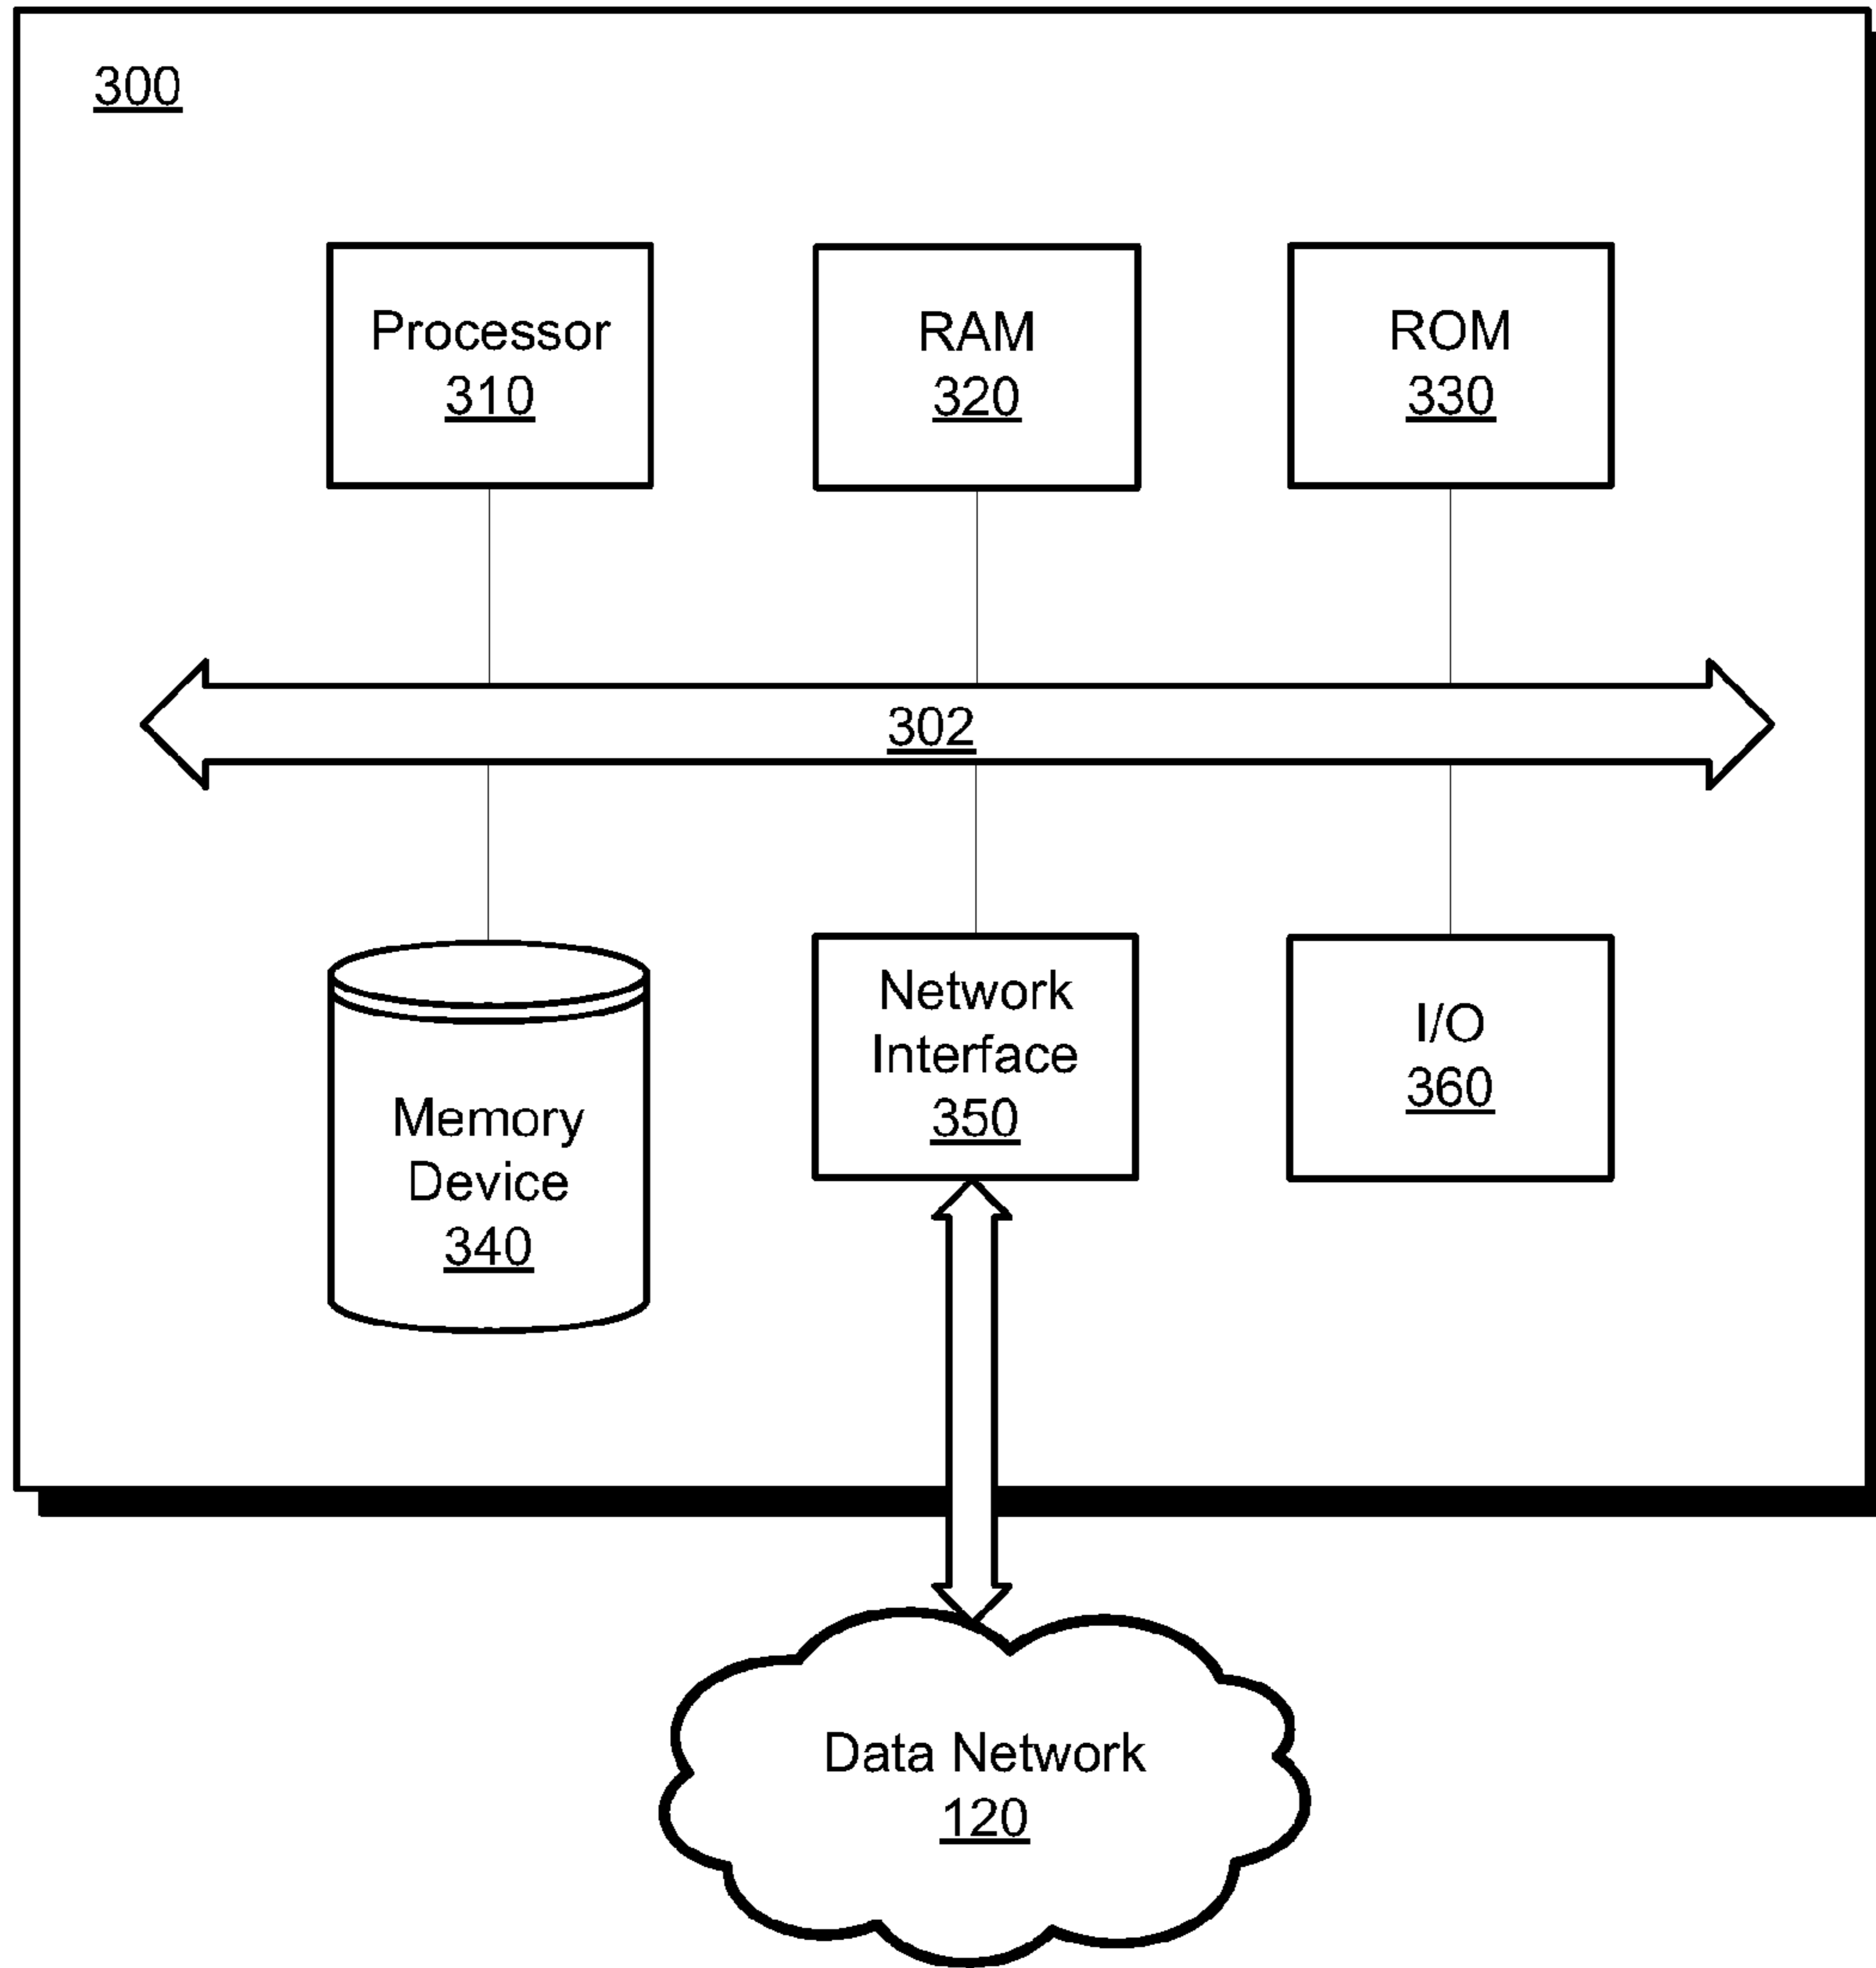 300
Processor
310
RAM
320
ROM
330
302
Memory
Device
340
Network
Interface
350
I/O
360
Data Network
120